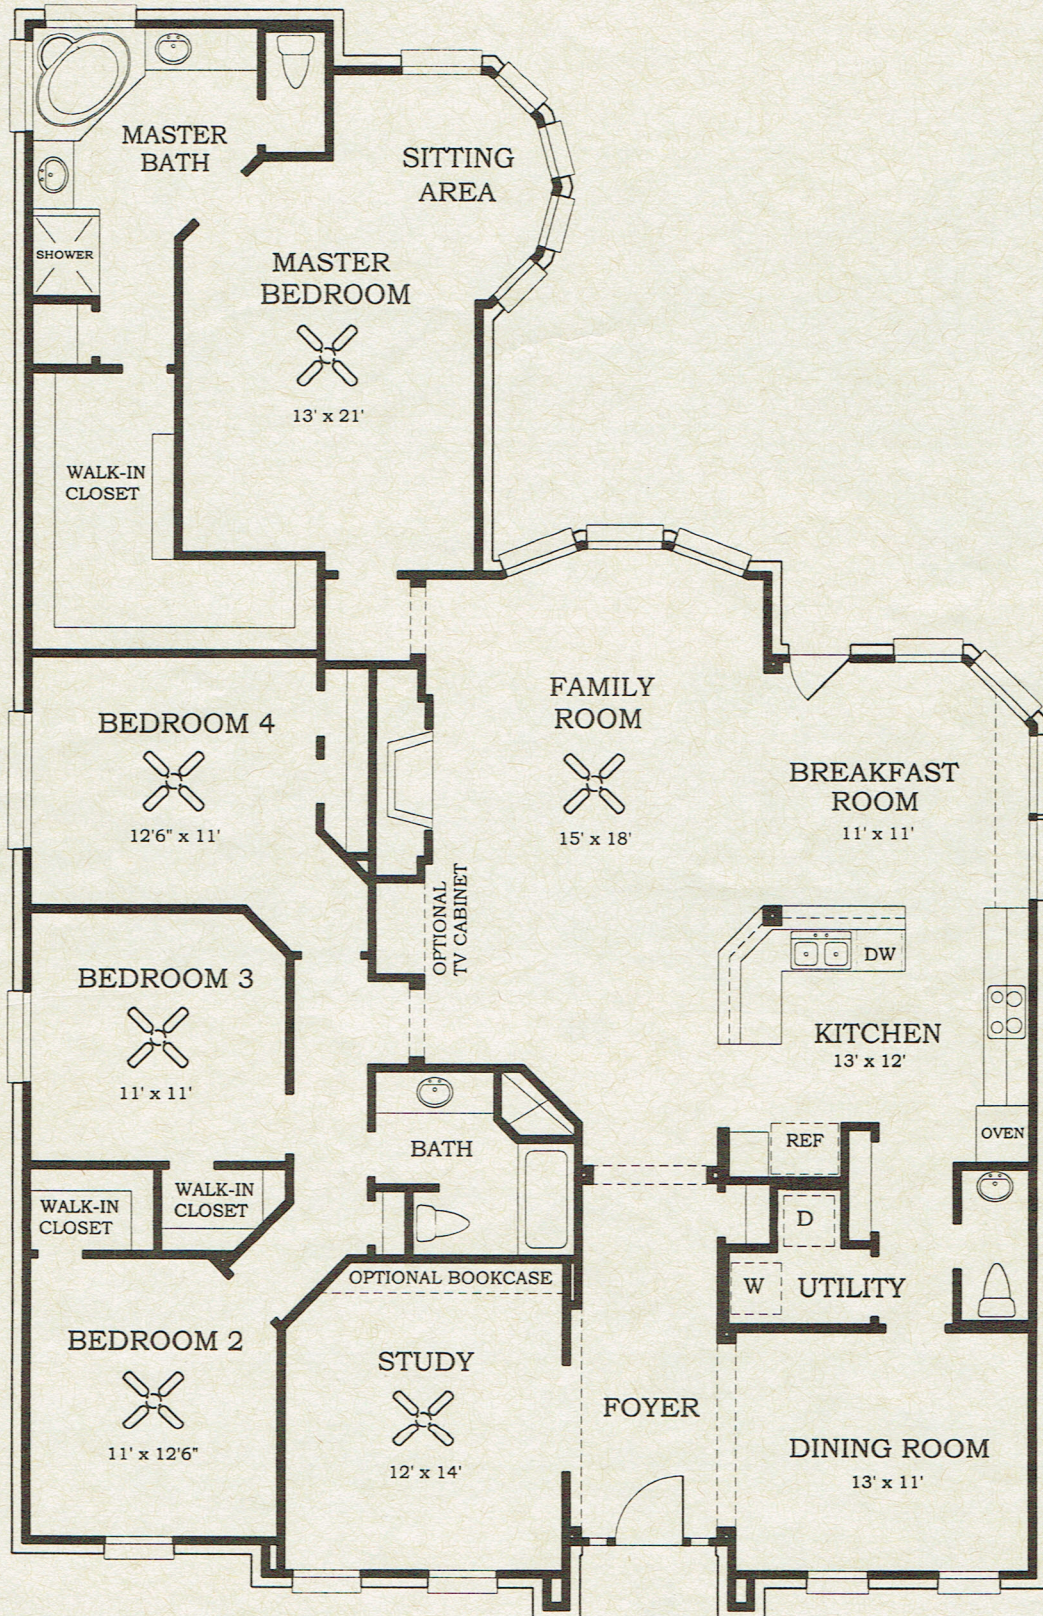 MASTER
BATH
SITTING
AREA
SHOWER
MASTER
BEDROOM
13' x 21'
WALK-IN
CLOSET
BEDROOM 4
12'6" x 11'
FAMILY
ROOM
15' x 18'
BREAKFAST
ROOM
11' x 11'
OPTIONAL
TV CABINET
BEDROOM 3
11' x 11'
DW
KITCHEN
13' x 12'
OVEN
REF
BATH
WALK-IN
CLOSET
WALK-IN
CLOSET
D
W
UTILITY
OPTIONAL BOOKCASE
BEDROOM 2
11' x 12'6"
STUDY
12' x 14'
FOYER
DINING ROOM
13' x 11'